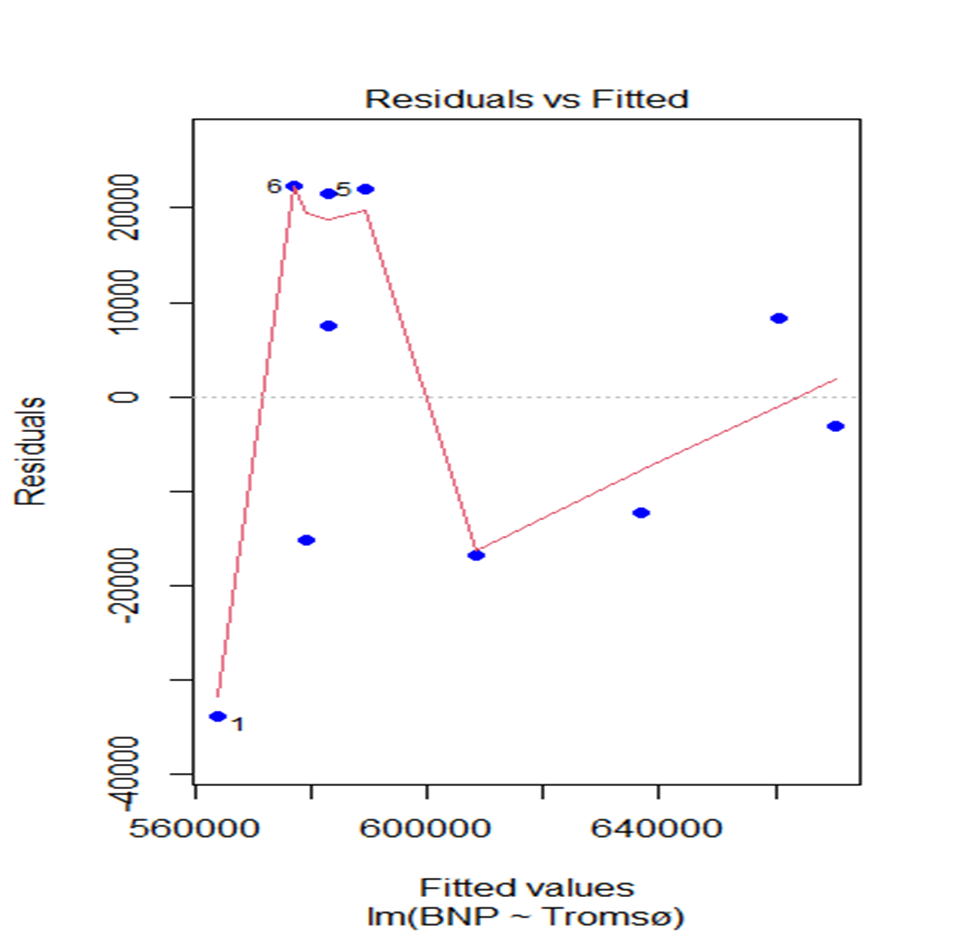 Residuals vs Fitted
6
5
1
20000
10000
0
-20000
-40000
Residuals
560000 600000 640000
Fitted values
lm(BNP ~ Tromsø)